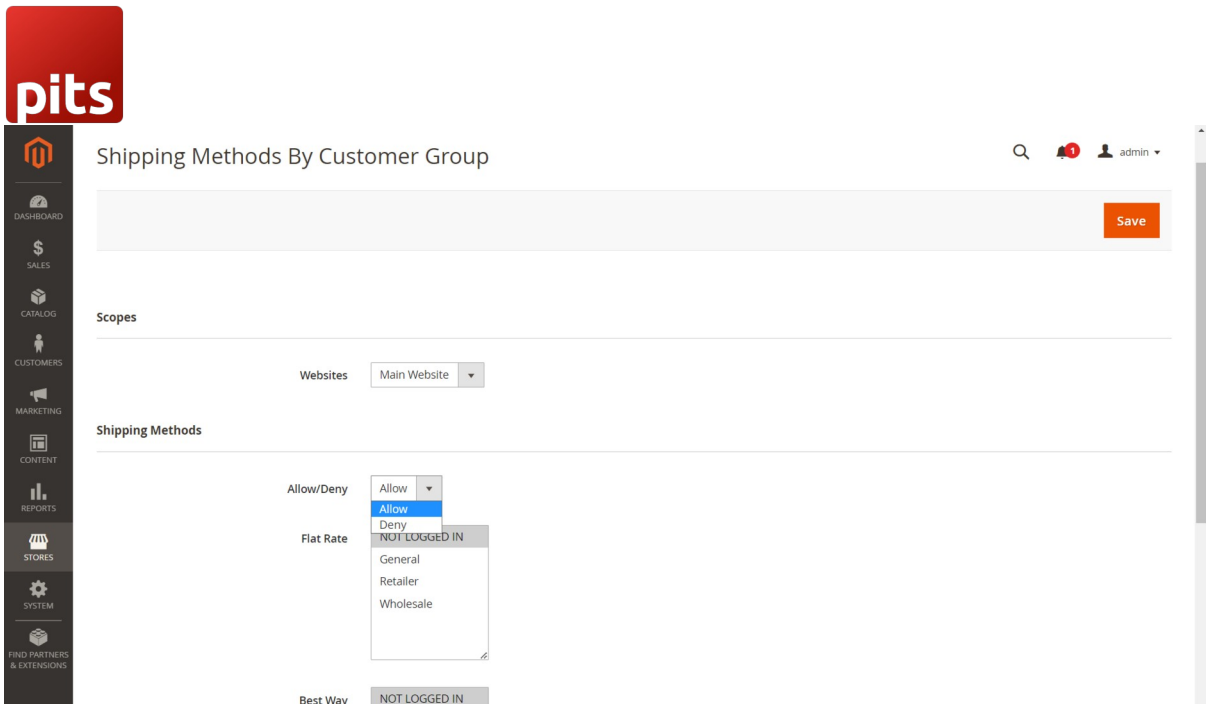 pits
Shipping Methods By Customer Group
1
admin
DASHBOARD
Save
$
SALES
CATALOG
Scopes
CUSTOMERS
Websites
Main Website
MARKETING
Shipping Methods
CONTENT
Allow/Deny
Allow
REPORTS
Allow
Deny
Flat Rate
NOT LOGGED IN
STORES
General
Retailer
SYSTEM
Wholesale
FIND PARTNERS
& EXTENSIONS
Best Way
NOT LOGGED IN